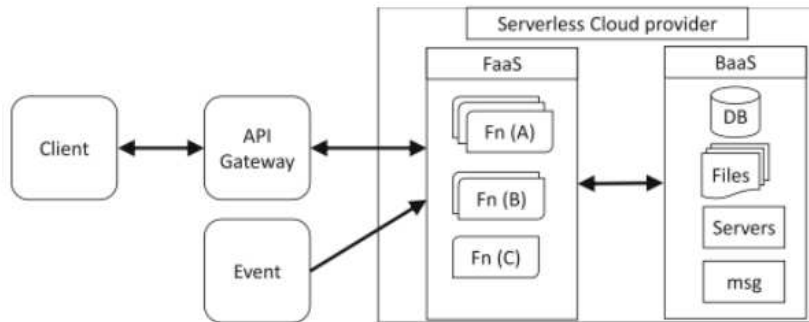 Serverless Cloud provider
FaaS
BaaS
Client
API
Gateway
Event
Fn (A)
Fn (B)
Fn (C)
DB
Files
Servers
msg